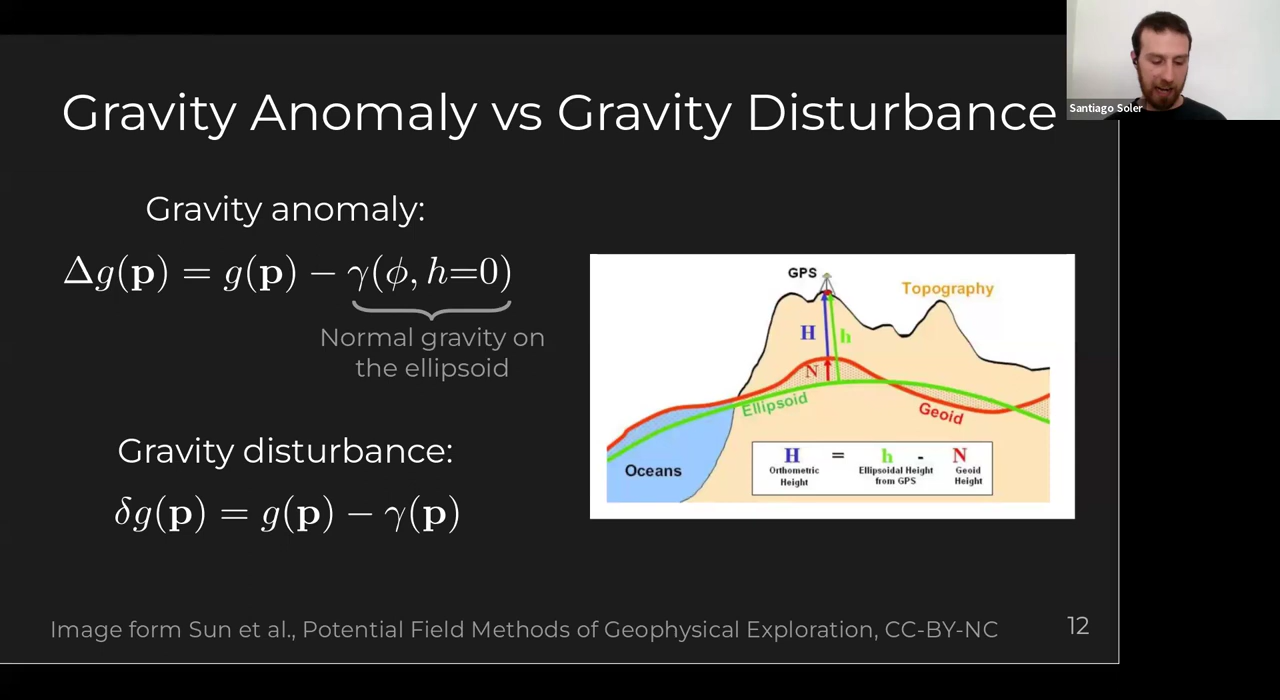 Santiago Soler
Gravity Anomaly vs Gravity Disturbance
Gravity anomaly:
Δg(p) = g(p) − γ(ϕ, h=0)
Normal gravity on
the ellipsoid
Gravity disturbance:
δg(p) = g(p) − γ(p)
GPS
Topography
H
h
N
Ellipsoid
Geoid
Oceans
H = h - N
Orthometric Height
Ellipsoidal Height from GPS
Geoid Height
Image form Sun et al., Potential Field Methods of Geophysical Exploration, CC-BY-NC
12